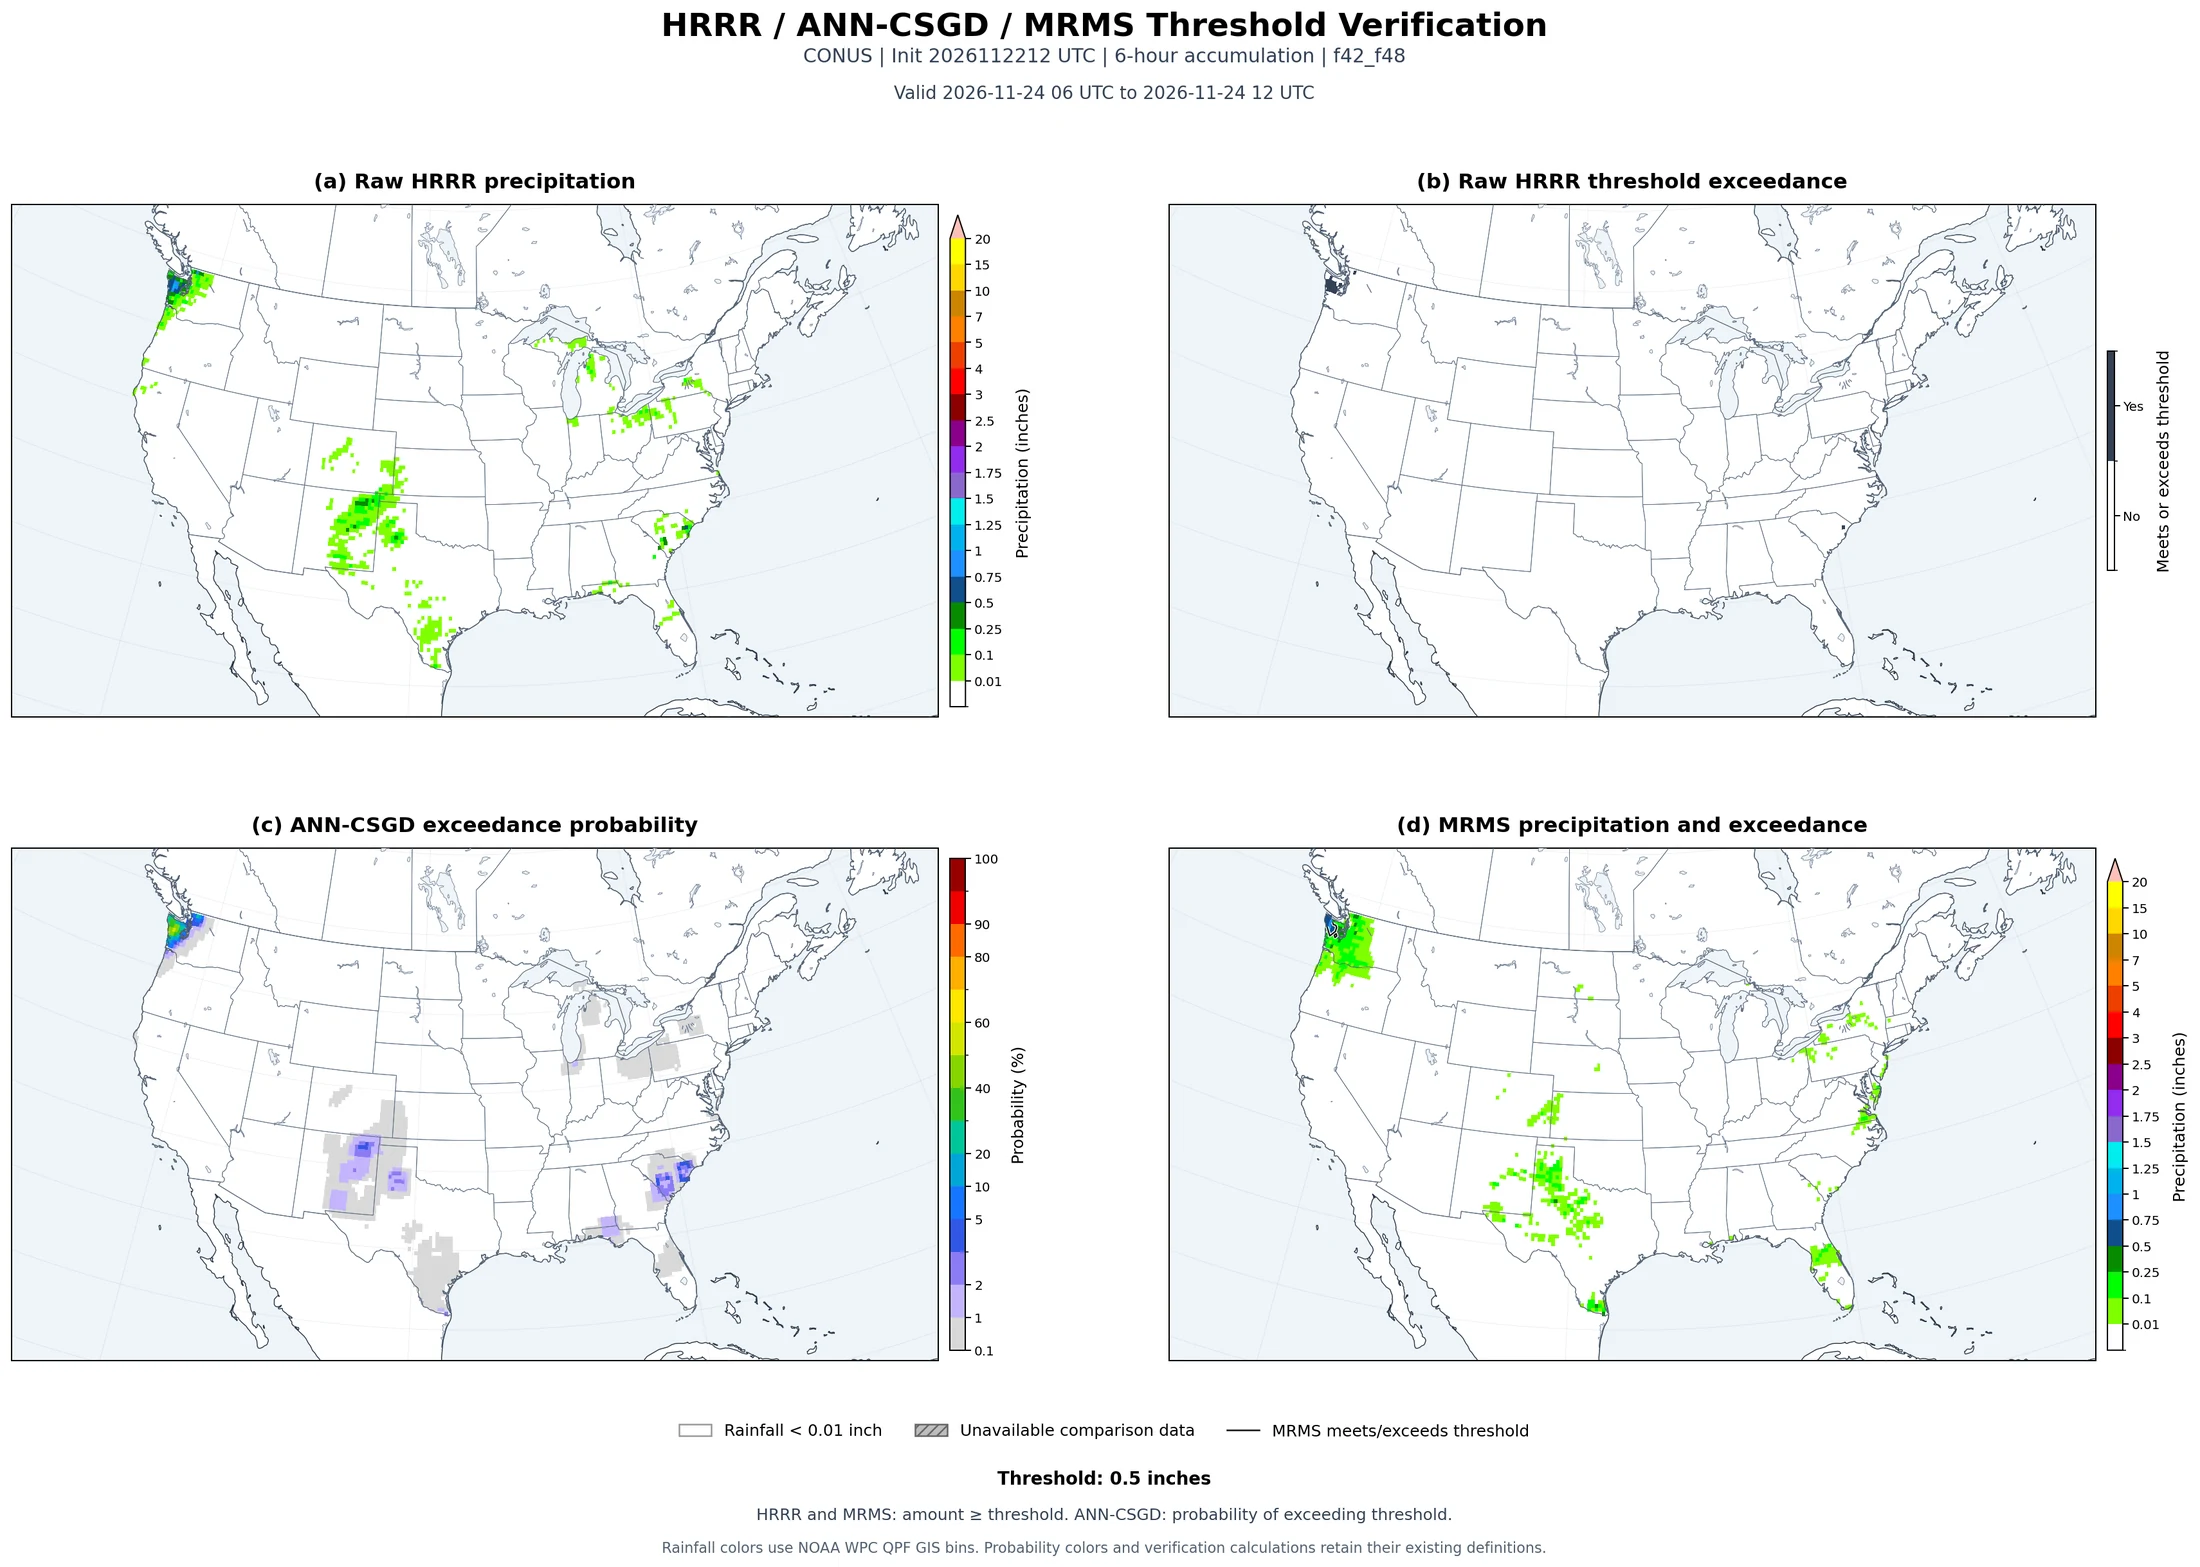 HRRR / ANN-CSGD / MRMS Threshold Verification
CONUS | Init 2026112212 UTC | 6-hour accumulation | f42_f48
Valid 2026-11-24 06 UTC to 2026-11-24 12 UTC
(a) Raw HRRR precipitation
20
15
10
7
5
4
3
2.5
2
1.75
1.5
1.25
1
0.75
0.5
0.25
0.1
0.01
Precipitation (inches)
(b) Raw HRRR threshold exceedance
Yes
No
Meets or exceeds threshold
(c) ANN-CSGD exceedance probability
100
90
80
60
40
20
10
5
2
1
0.1
Probability (%)
(d) MRMS precipitation and exceedance
20
15
10
7
5
4
3
2.5
2
1.75
1.5
1.25
1
0.75
0.5
0.25
0.1
0.01
Precipitation (inches)
Rainfall < 0.01 inch
Unavailable comparison data
MRMS meets/exceeds threshold
Threshold: 0.5 inches
HRRR and MRMS: amount ≥ threshold. ANN-CSGD: probability of exceeding threshold.
Rainfall colors use NOAA WPC QPF GIS bins. Probability colors and verification calculations retain their existing definitions.